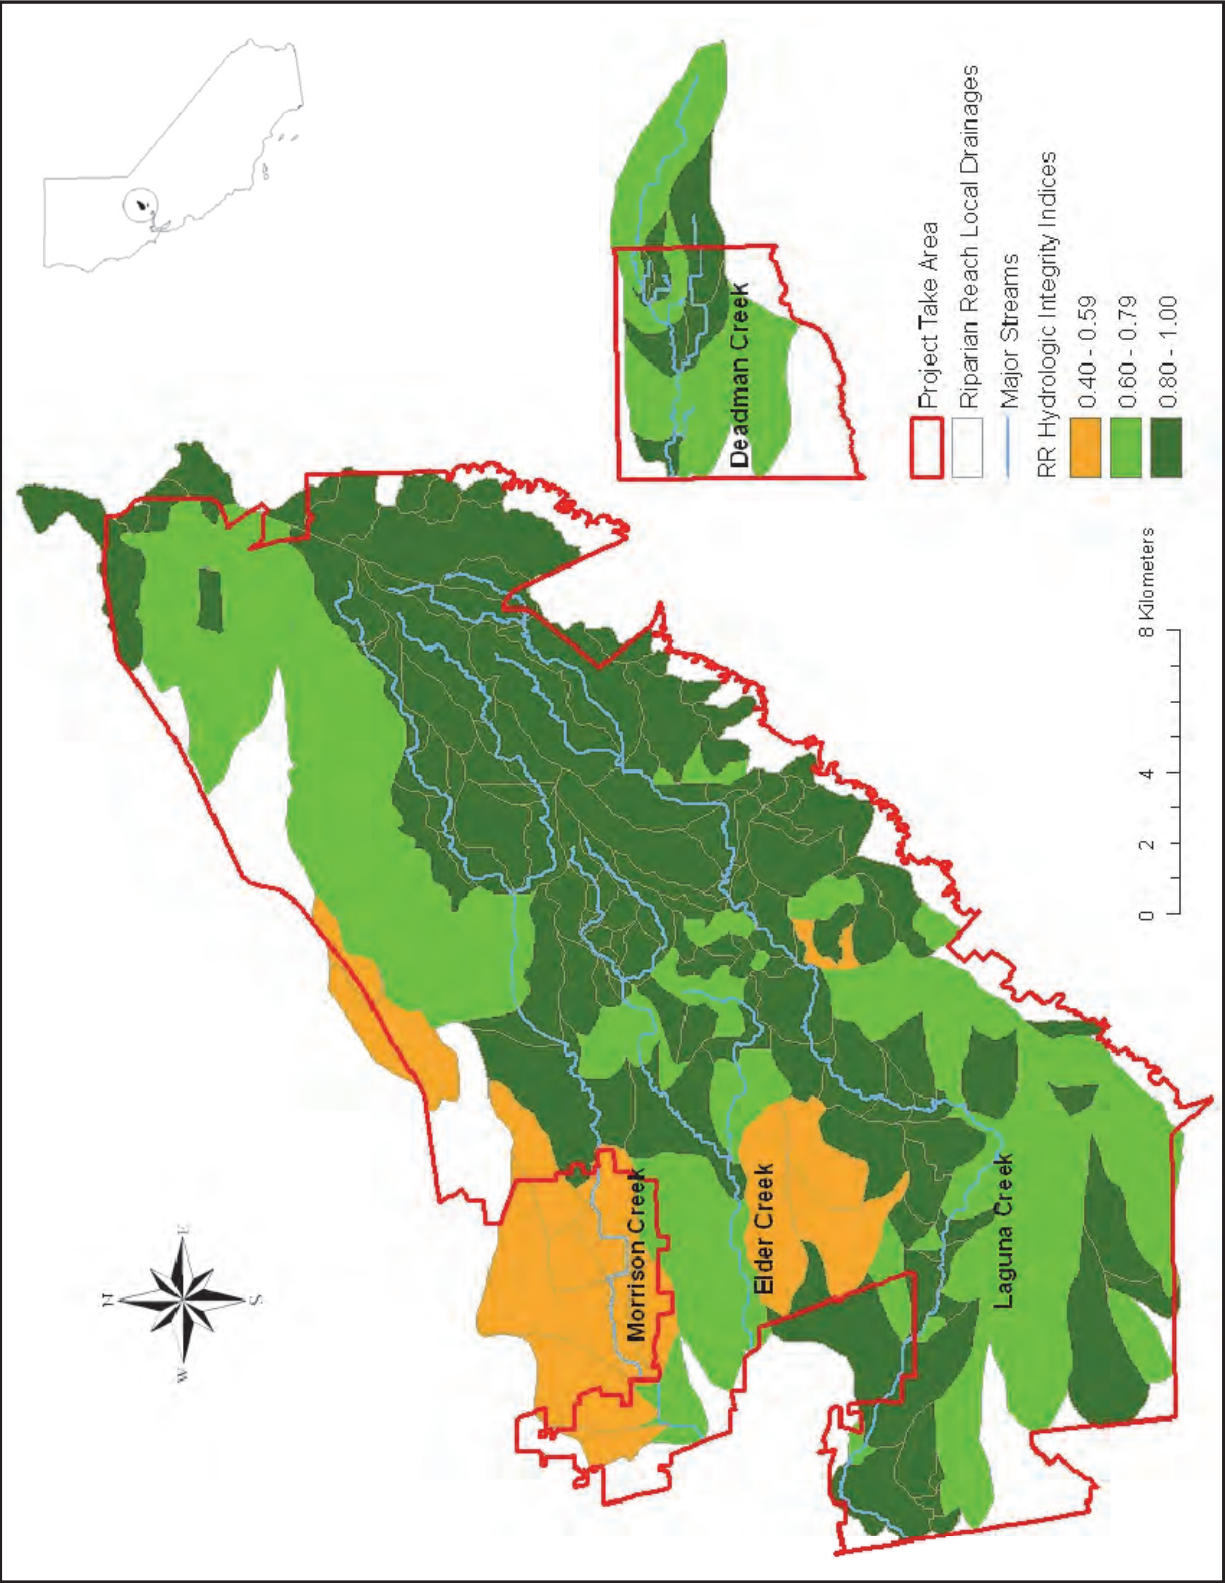 N
W
E
S
Morrison Creek
Elder Creek
Laguna Creek
Deadman Creek
Project Take Area
Riparian Reach Local Drainages
Major Streams
RR Hydrologic Integrity Indices
0.40 - 0.59
0.60 - 0.79
0.80 - 1.00
0 2 4 8 Kilometers